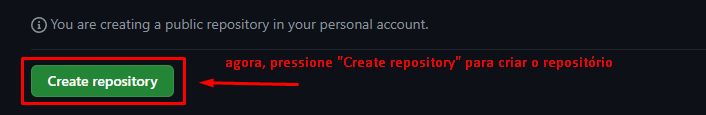 You are creating a public repository in your personal account.
agora, pressione "Create repository" para criar o repositório
Create repository